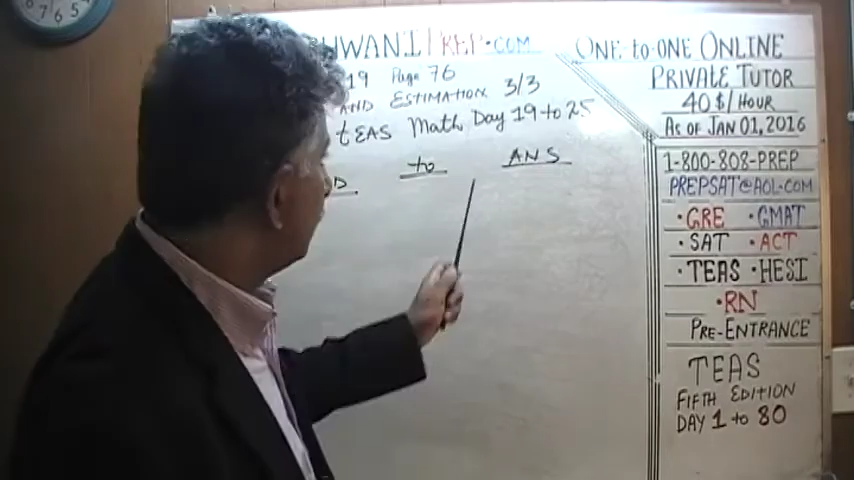 HWANI PREP.COM
19 Page 76
AND ESTIMATION 3/3
tEAS Math Day 19 to 25
to ANS
ONE-to-ONE ONLINE
PRIVATE TUTOR
40 $/HOUR
AS OF JAN 01, 2016
1-800-808-PREP
PREPSAT@AOL.COM
•GRE •GMAT
•SAT •ACT
•TEAS •HESI
•RN
PRE-ENTRANCE
TEAS
FIFTH EDITION
DAY 1 to 80